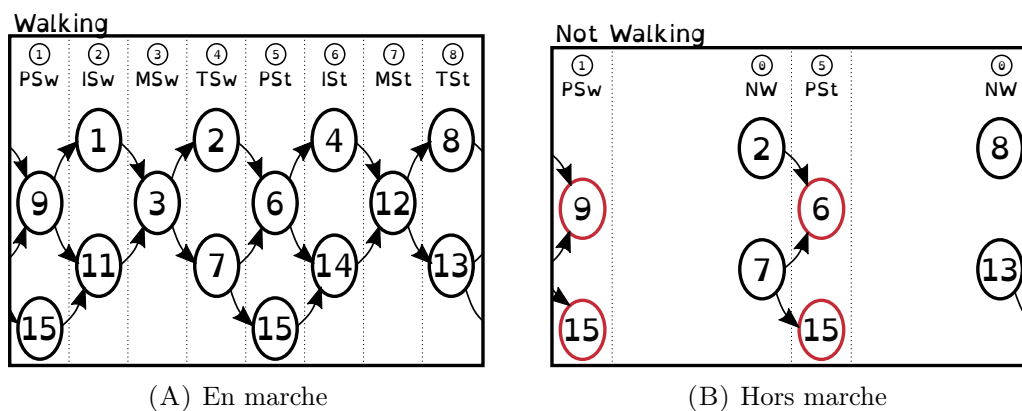 Walking
① ② ③ ④ ⑤ ⑥ ⑦ ⑧
PSw ISw MSw TSw PSt ISt MSt TSt
1 2 4 8
9 3 6 12
11 7 14 13
15 15
(A) En marche
Not Walking
① ⓪ ⑤ ⓪
PSw NW PSt NW
2 8
9 6
7 13
15 15
(B) Hors marche